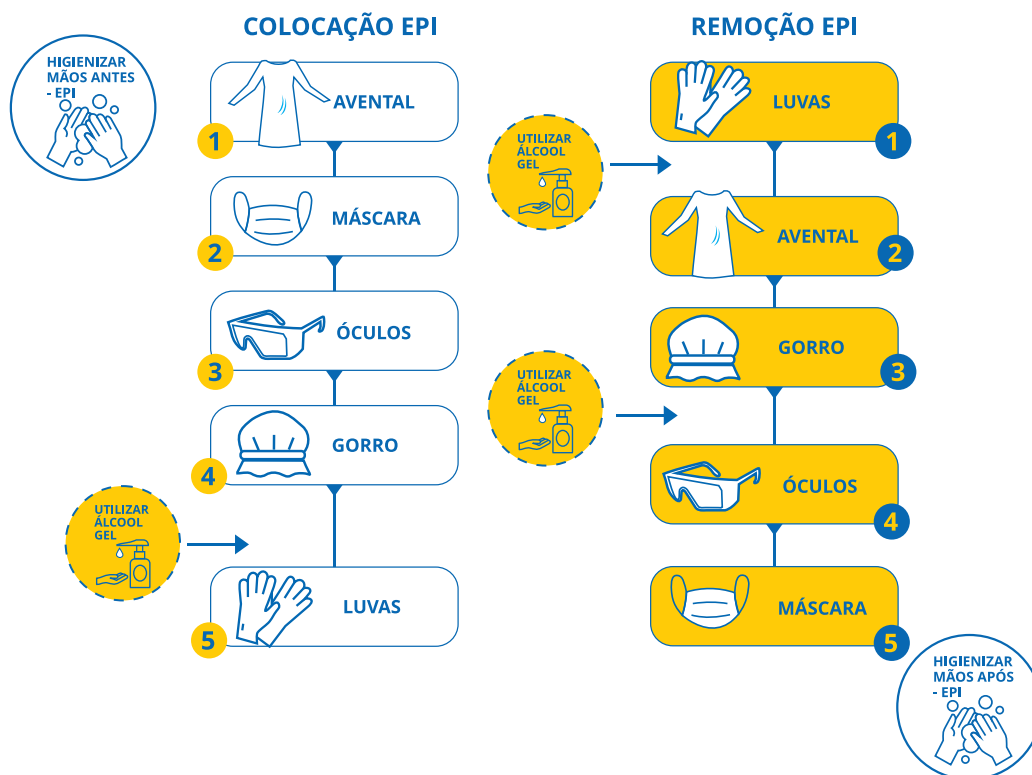 COLOCAÇÃO EPI
HIGIENIZAR
MÃOS ANTES
- EPI
AVENTAL
1
MÁSCARA
2
ÓCULOS
3
GORRO
4
UTILIZAR
ÁLCOOL
GEL
LUVAS
5
REMOÇÃO EPI
LUVAS
1
UTILIZAR
ÁLCOOL
GEL
AVENTAL
2
GORRO
3
UTILIZAR
ÁLCOOL
GEL
ÓCULOS
4
MÁSCARA
5
HIGIENIZAR
MÃOS APÓS
- EPI